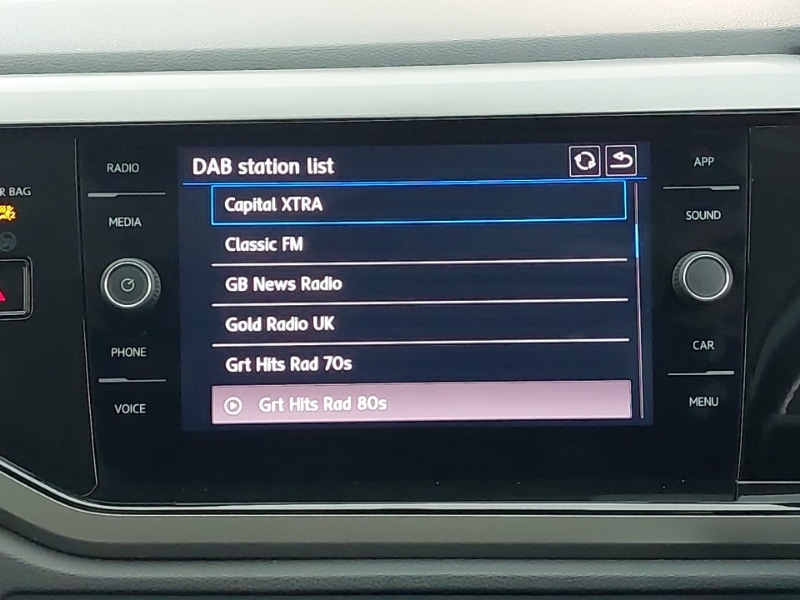 DAB station list
Capital XTRA
Classic FM
GB News Radio
Gold Radio UK
Grt Hits Rad 70s
Grt Hits Rad 80s
RADIO
MEDIA
PHONE
VOICE
APP
SOUND
CAR
MENU
R BAG